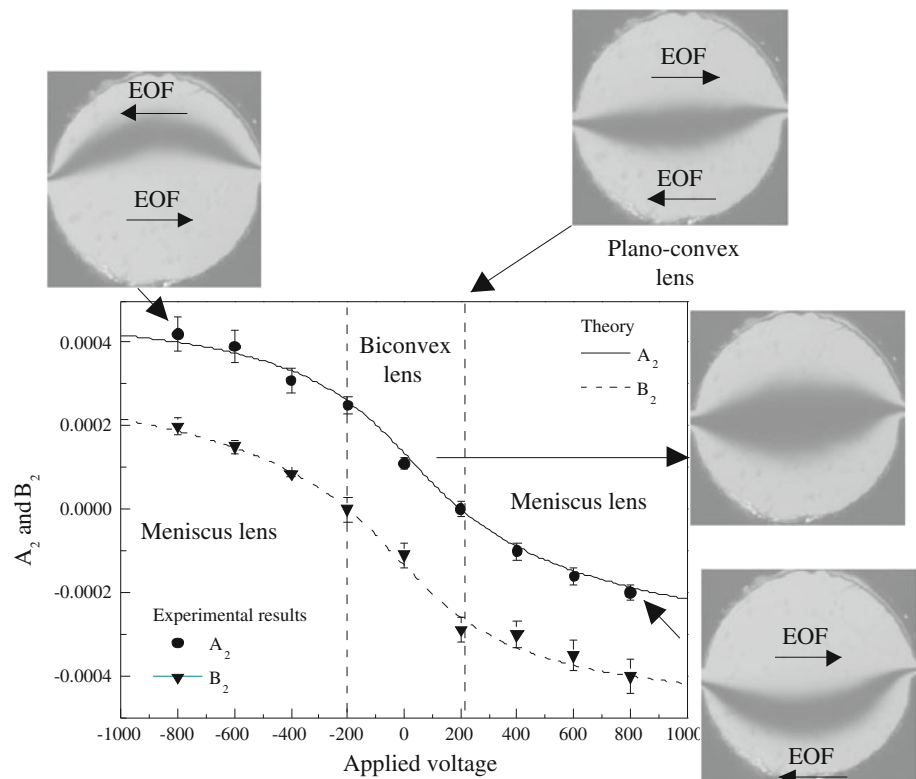 EOF
EOF
EOF
EOF
Plano-convex
lens
Biconvex
lens
Theory
A₂
B₂
Meniscus lens
Meniscus lens
Experimental results
A₂
B₂
EOF
EOF
A₂ and B₂
0.0004
0.0002
0.0000
-0.0002
-0.0004
-1000 -800 -600 -400 -200 0 200 400 600 800 1000
Applied voltage